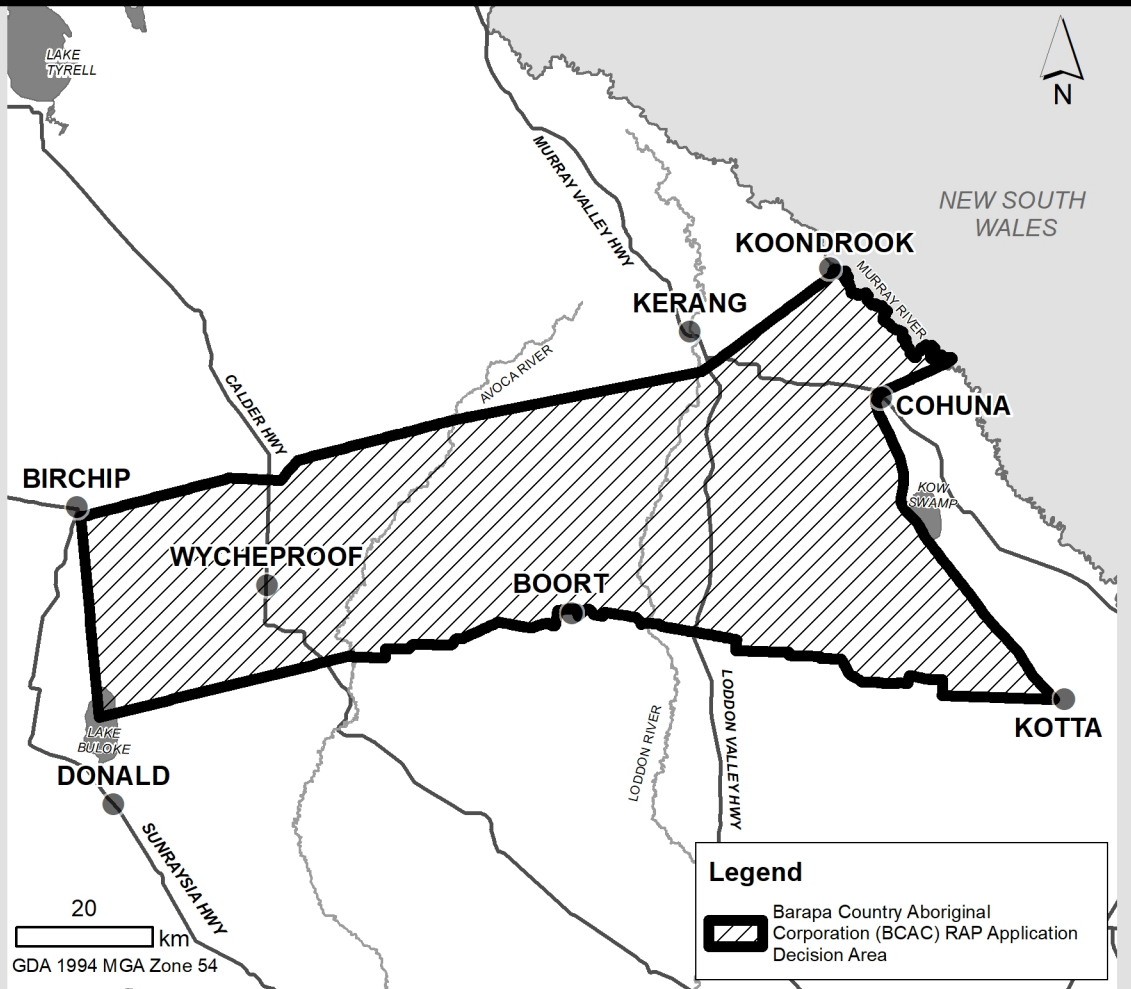 LAKE
TYRELL
N
MURRAY VALLEY HWY
NEW SOUTH
WALES
KOONDROOK
MURRAY RIVER
KERANG
AVOCA RIVER
CALDER HWY
COHUNA
BIRCHIP
KOW
SWAMP
WYCHEPROOF
BOORT
LODDON VALLEY HWY
LODDON RIVER
KOTTA
LAKE
BULOKE
DONALD
SUNRAYSIA HWY
20
km
GDA 1994 MGA Zone 54
Legend
Barapa Country Aboriginal
Corporation (BCAC) RAP Application
Decision Area